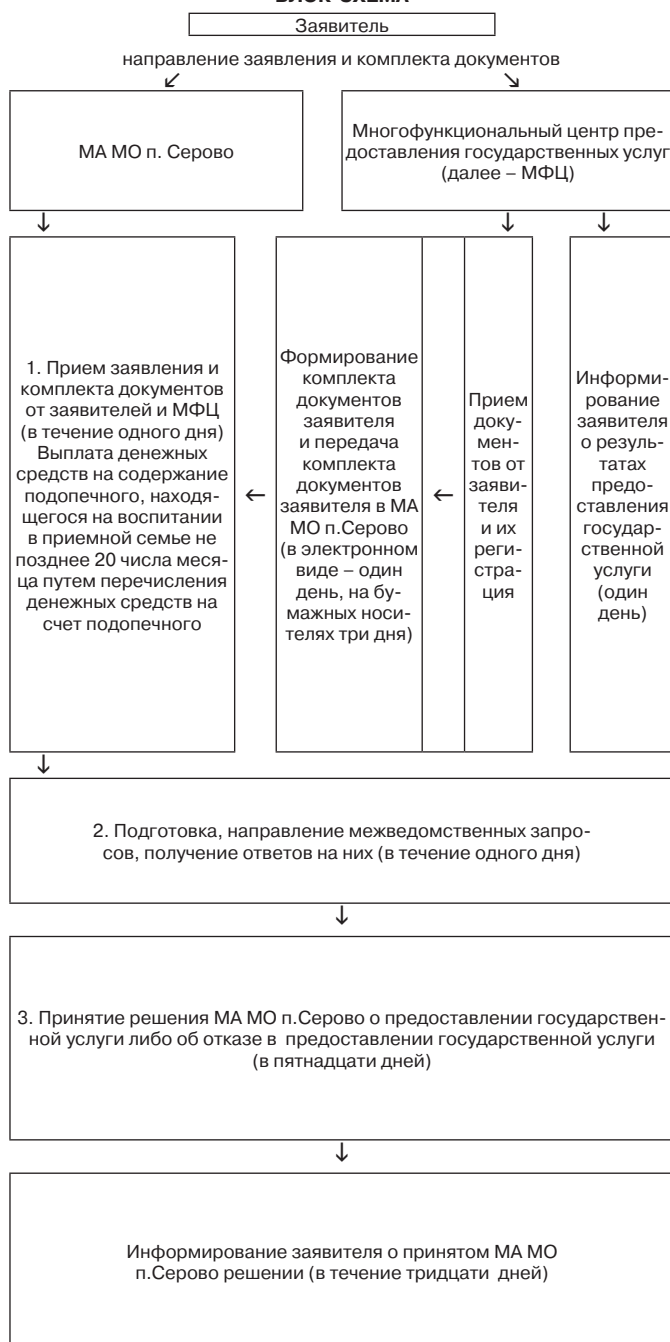 БЛОК-СХЕМА
Заявитель
направление заявления и комплекта документов
↙ ↘
МА МО п. Серово
Многофункциональный центр пре-
доставления государственных услуг
(далее – МФЦ)
↓ ↓ ↓
1. Прием заявления и
комплекта документов
от заявителей и МФЦ
(в течение одного дня)
Выплата денежных
средств на содержание
подопечного, находя-
щегося на воспитании
в приемной семье не
позднее 20 числа меся-
ца путем перечисления
денежных средств на
счет подопечного
←
Формирование
комплекта
документов
заявителя
и передача
комплекта
документов
заявителя в МА
МО п.Серово
(в электронном
виде – один
день, на бу-
мажных носи-
телях три дня)
←
Прием
доку-
мен-
тов от
заяви-
теля
и их
реги-
стра-
ция
Информи-
рование
заявителя
о резуль-
татах
предо-
ставления
государ-
ственной
услуги
(один
день)
↓
2. Подготовка, направление межведомственных запро-
сов, получение ответов на них (в течение одного дня)
↓
3. Принятие решения МА МО п.Серово о предоставлении государствен-
ной услуги либо об отказе в предоставлении государственной услуги
(в пятнадцати дней)
↓
Информирование заявителя о принятом МА МО
п.Серово решении (в течение тридцати дней)